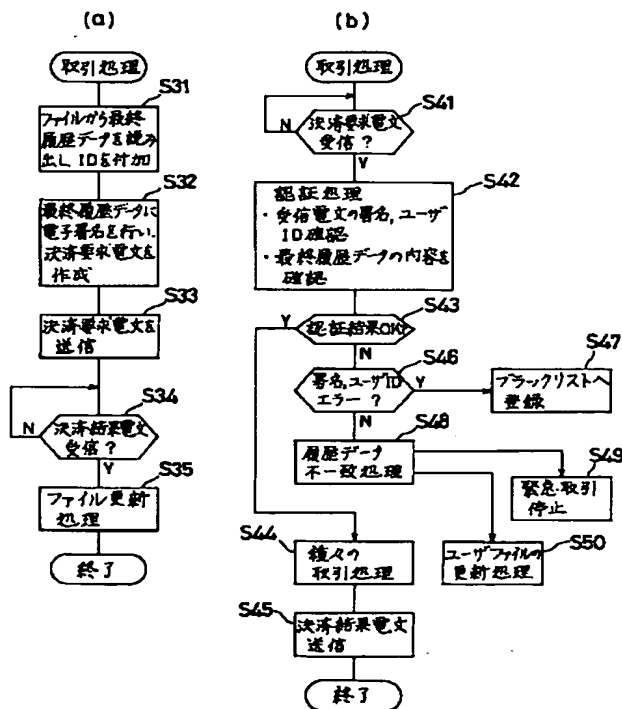 (a)
取引処理
S31
ファイルから最終
履歴データを読み
出し IDを付加
S32
最終履歴データに
電子署名を行い,
決済要求電文を
作成
S33
決済要求電文を
送信
S34
決済結果電文
受信?
N
Y
S35
ファイル更新
処理
終了
(b)
取引処理
S41
決済要求電文
受信?
N
Y
S42
認証処理
・受信電文の署名,ユーザ
ID確認
・最終履歴データの内容を
確認
S43
認証結果OK?
Y
N
S46
署名,ユーザID
エラー?
Y
N
S47
ブラックリストへ
登録
S48
履歴データ
不一致処理
S49
緊急・取引
停止
S50
ユーザファイルの
更新処理
S44
種々の
取引処理
S45
決済結果電文
送信
終了